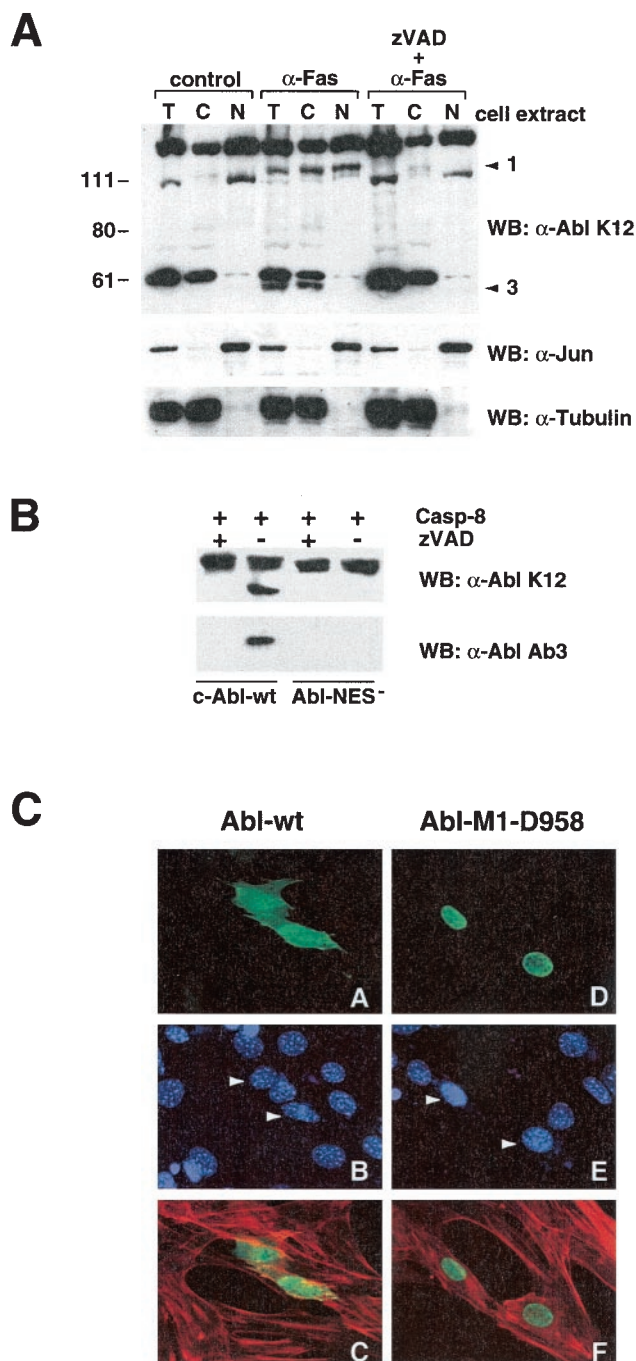 A
zVAD
+
control α-Fas α-Fas
T C N T C N T C N cell extract
1
111
80
WB: α-Abl K12
61
3
WB: α-Jun
WB: α-Tubulin
B
+ + + + Casp-8
+ - + - zVAD
WB: α-Abl K12
WB: α-Abl Ab3
c-Abl-wt Abl-NES-
C
Abl-wt Abl-M1-D958
A D
B E
C F